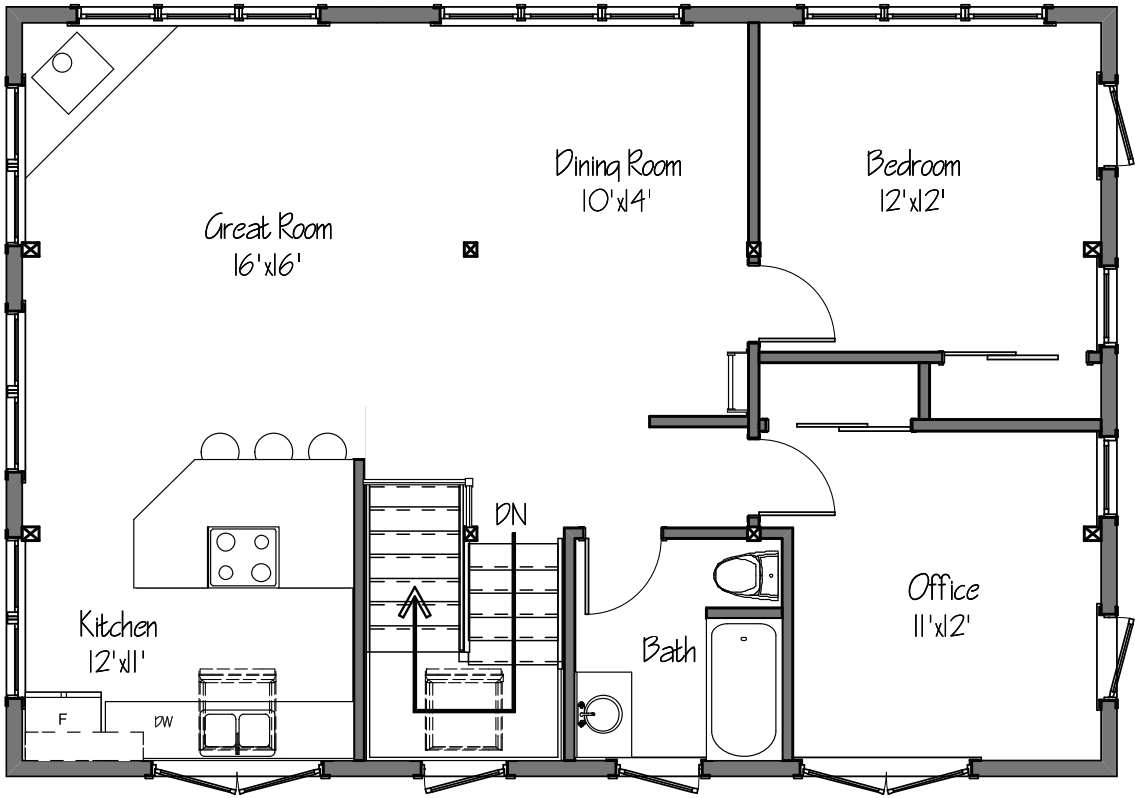 Dining Room
10'x14'
Bedroom
12'x12'
Great Room
16'x16'
DN
Office
11'x12'
Kitchen
12'x11'
Bath
F
DW